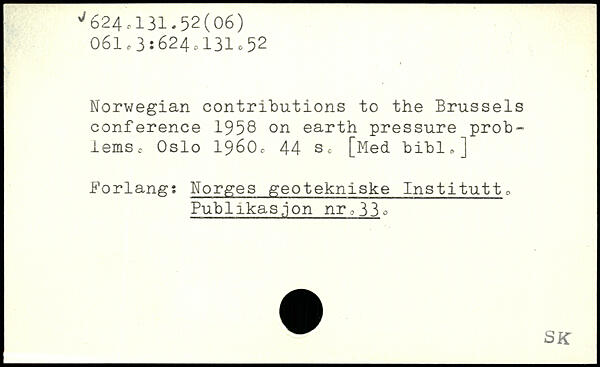 ✓624.131.52(06)
061.3:624.131.52
Norwegian contributions to the Brussels
conference 1958 on earth pressure prob-
lems. Oslo 1960. 44 s. [Med bibl.]
Forlang: Norges geotekniske Institutt.
Publikasjon nr.33.
SK